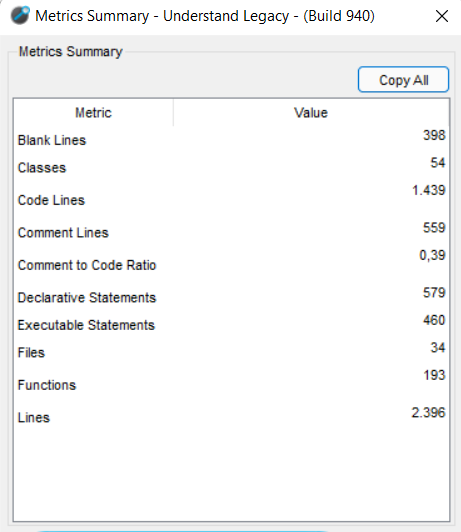 Metrics Summary - Understand Legacy - (Build 940)
Metrics Summary
Copy All
Metric Value
Blank Lines 398
Classes 54
Code Lines 1.439
Comment Lines 559
Comment to Code Ratio 0,39
Declarative Statements 579
Executable Statements 460
Files 34
Functions 193
Lines 2.396